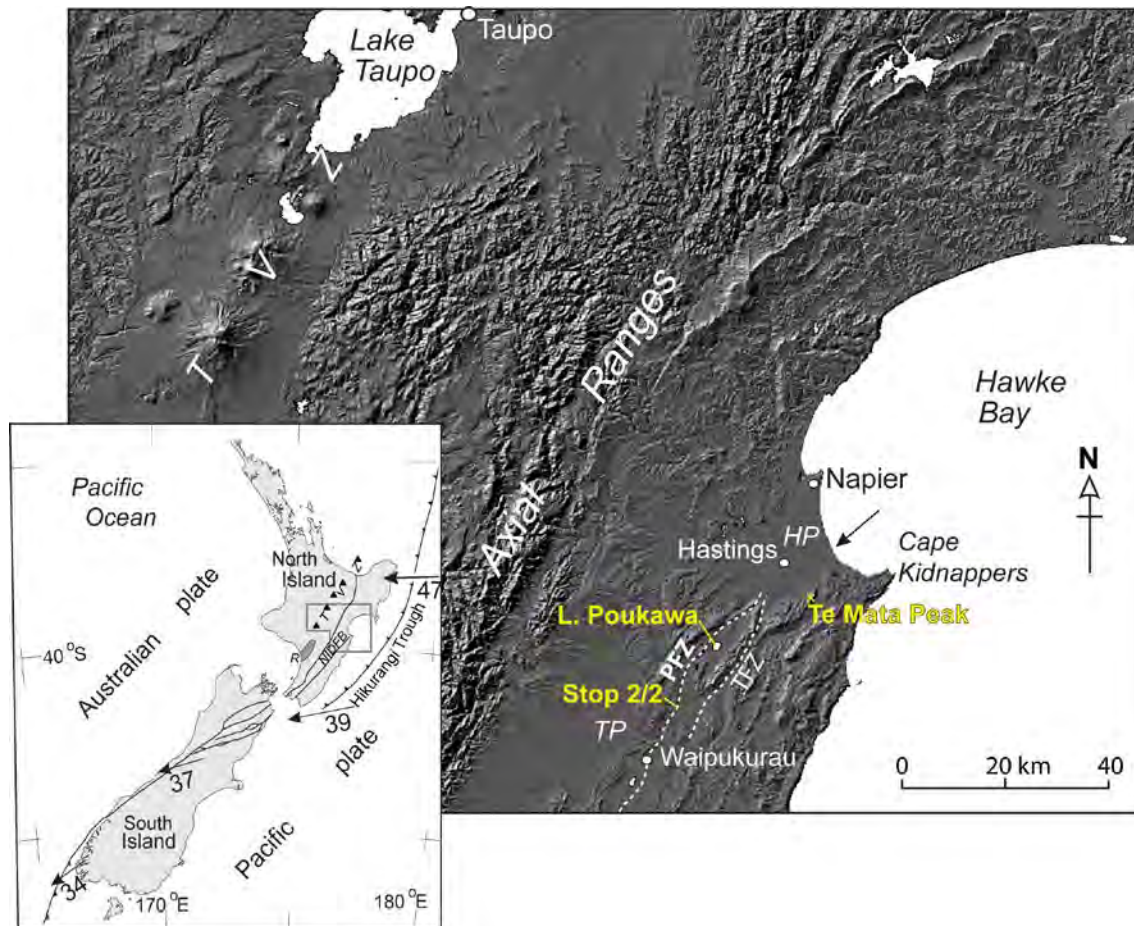 Lake
Taupo
Taupo
T
V
Z
Axial
Ranges
Hawke
Bay
N
Napier
Hastings
HP
Cape
Kidnappers
Te Mata Peak
L. Poukawa
PFZ
TFZ
Stop 2/2
TP
Waipukurau
0 20 km 40
Pacific
Ocean
North
Island
T
V
Z
47
Australian
plate
40°S
R
NIDFB
Hikurangi Trough
39
37
34
South
Island
Pacific
plate
170 °E
180 °E